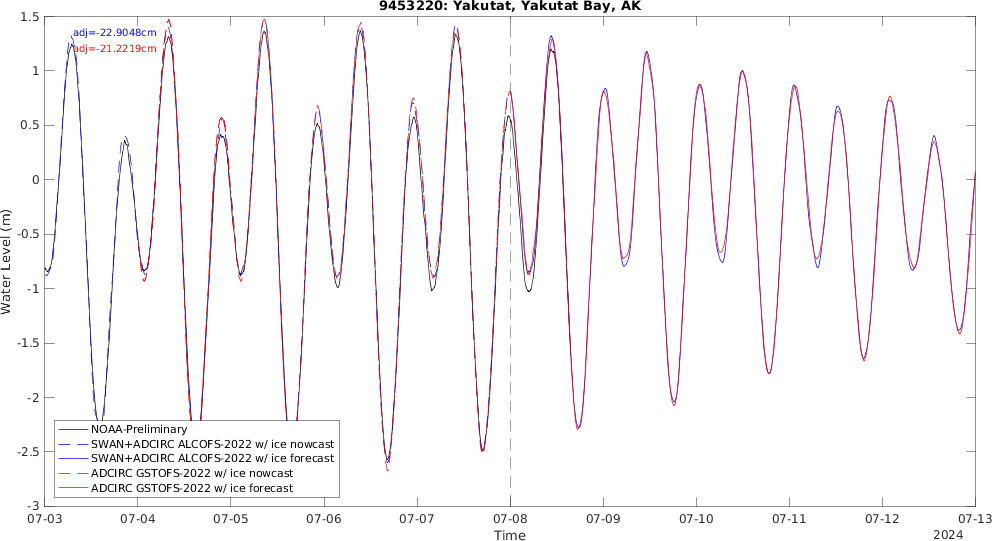 9453220: Yakutat, Yakutat Bay, AK
adj=-22.9048cm
adj=-21.2219cm
1.5
1
0.5
0
-0.5
-1
-1.5
-2
-2.5
-3
Water Level (m)
NOAA-Preliminary
SWAN+ADCIRC ALCOFS-2022 w/ ice nowcast
SWAN+ADCIRC ALCOFS-2022 w/ ice forecast
ADCIRC GSTOFS-2022 w/ ice nowcast
ADCIRC GSTOFS-2022 w/ ice forecast
07-03 07-04 07-05 07-06 07-07 07-08 07-09 07-10 07-11 07-12 07-13
Time
2024